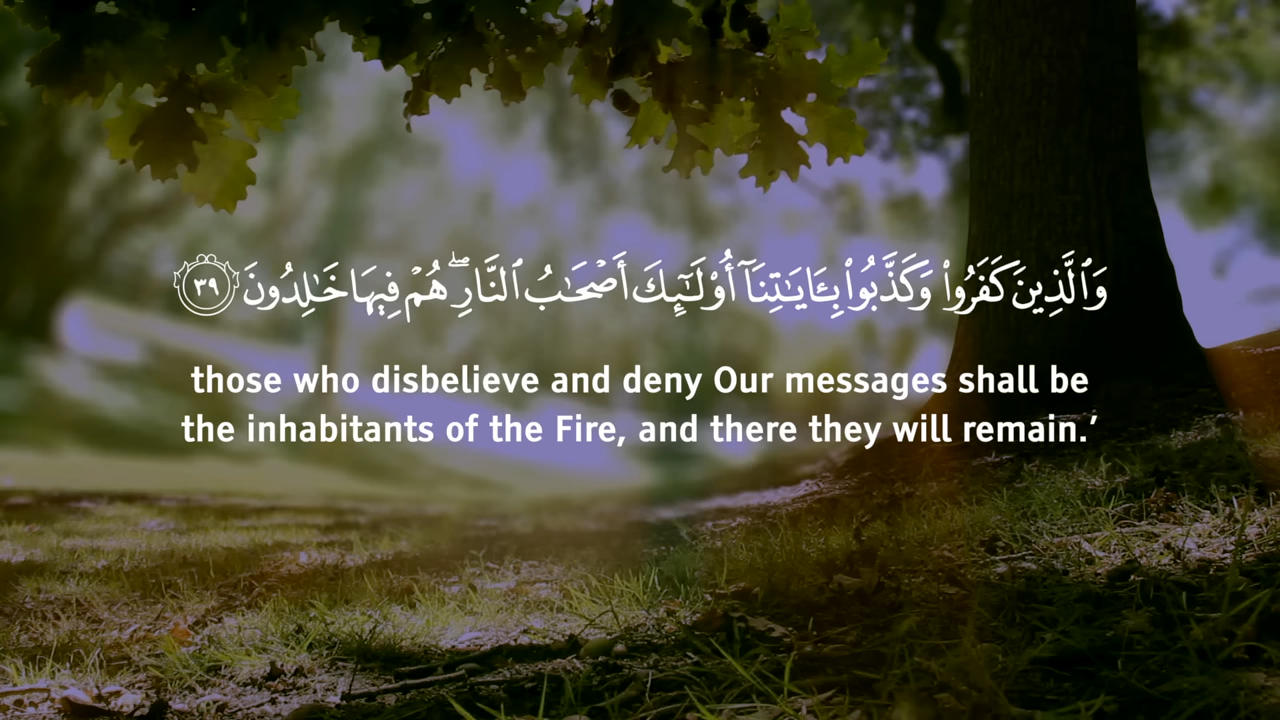 وَٱلَّذِينَ كَفَرُوا۟ وَكَذَّبُوا۟ بِـَٔايَـٰتِنَآ أُو۟لَـٰٓئِكَ أَصْحَـٰبُ ٱلنَّارِ ۖ هُمْ فِيهَا خَـٰلِدُونَ ٣٩
those who disbelieve and deny Our messages shall be
the inhabitants of the Fire, and there they will remain.’